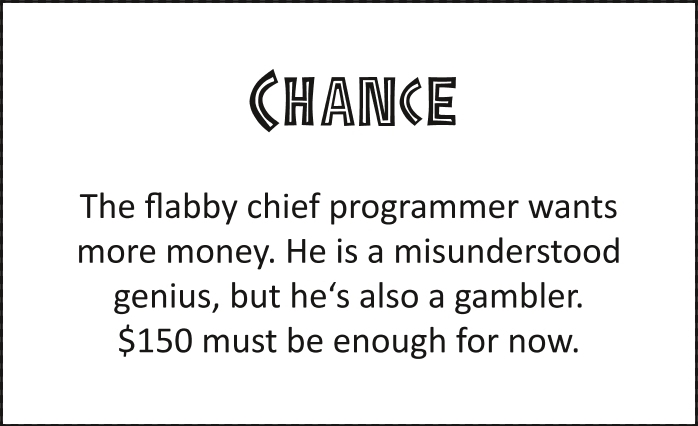 CHANCE
The flabby chief programmer wants
more money. He is a misunderstood
genius, but he‘s also a gambler.
$150 must be enough for now.